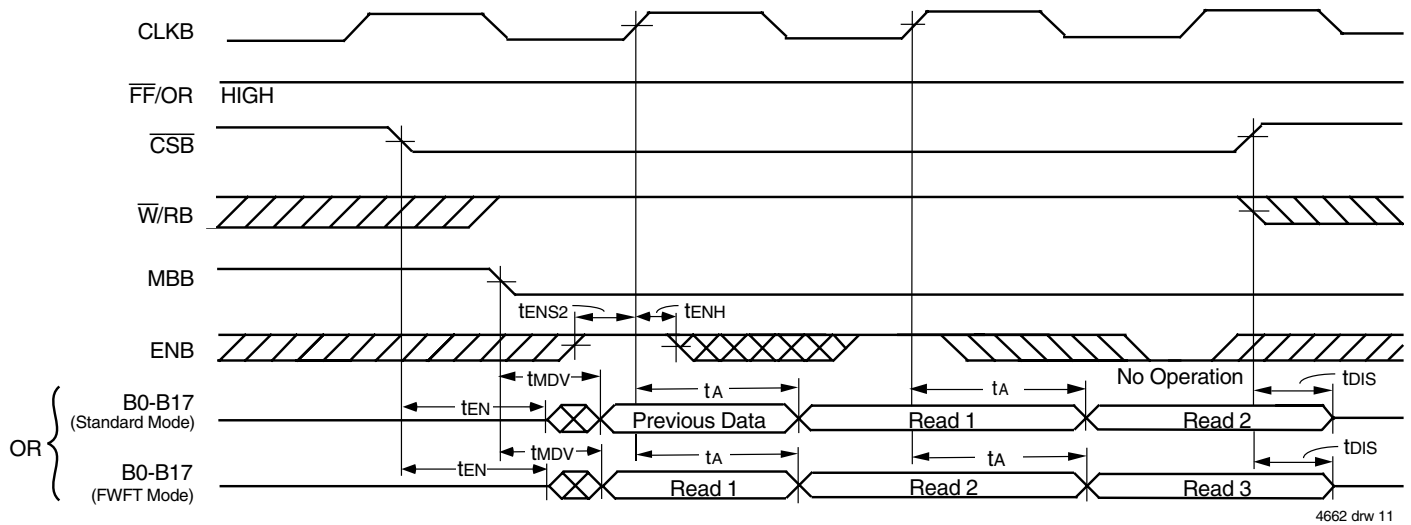 CLKB
FF/OR HIGH
CSB
W/RB
MBB
tENS2 tENH
ENB
tMDV tA tA No Operation tDIS
B0-B17
(Standard Mode)
tEN Previous Data Read 1 Read 2
OR
tMDV tA tA tDIS
B0-B17
(FWFT Mode)
tEN Read 1 Read 2 Read 3
4662 drw 11